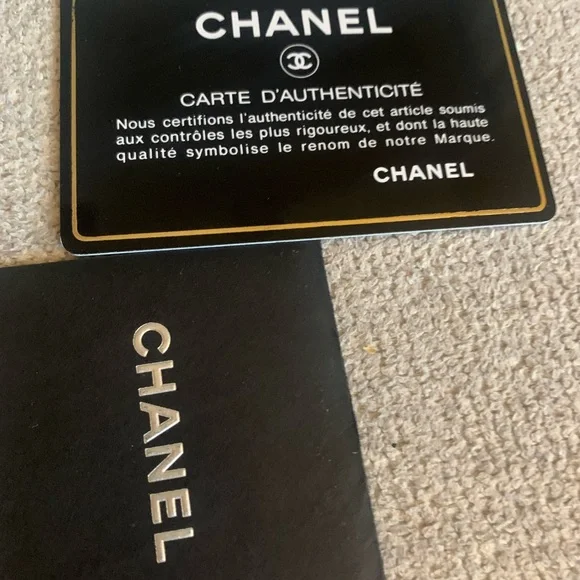 CHANEL
CARTE D'AUTHENTICITÉ
Nous certifions l'authenticité de cet article soumis
aux contrôles les plus rigoureux, et dont la haute
qualité symbolise le renom de notre Marque.
CHANEL
CHANEL